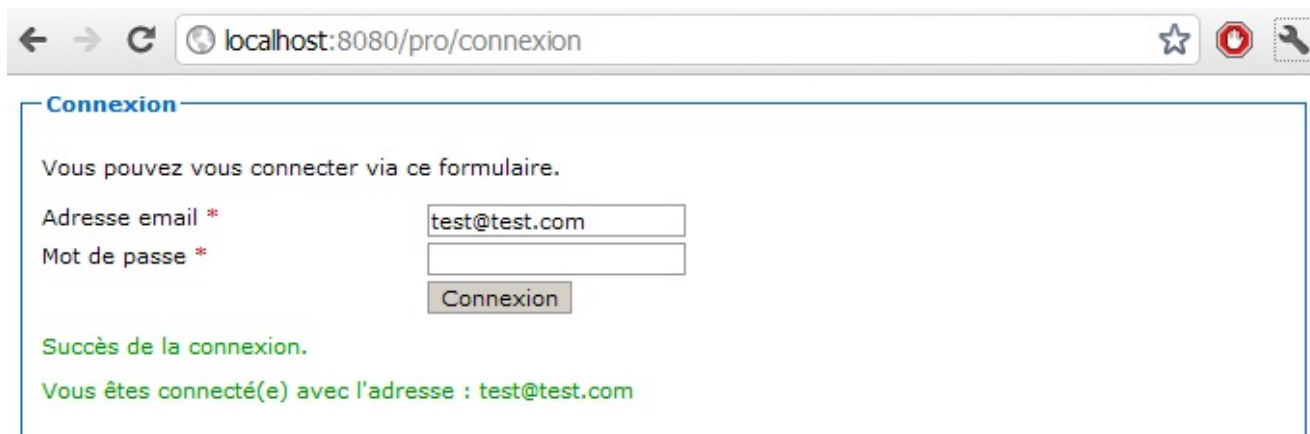 localhost:8080/pro/connexion
Connexion
Vous pouvez vous connecter via ce formulaire.
Adresse email * test@test.com
Mot de passe *
Connexion
Succès de la connexion.
Vous êtes connecté(e) avec l'adresse : test@test.com